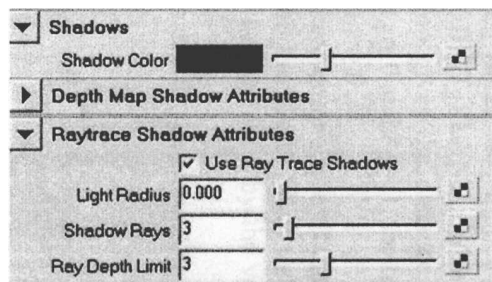 Shadows
Shadow Color
Depth Map Shadow Attributes
Raytrace Shadow Attributes
Use Ray Trace Shadows
Light Radius 0.000
Shadow Rays 3
Ray Depth Limit 3